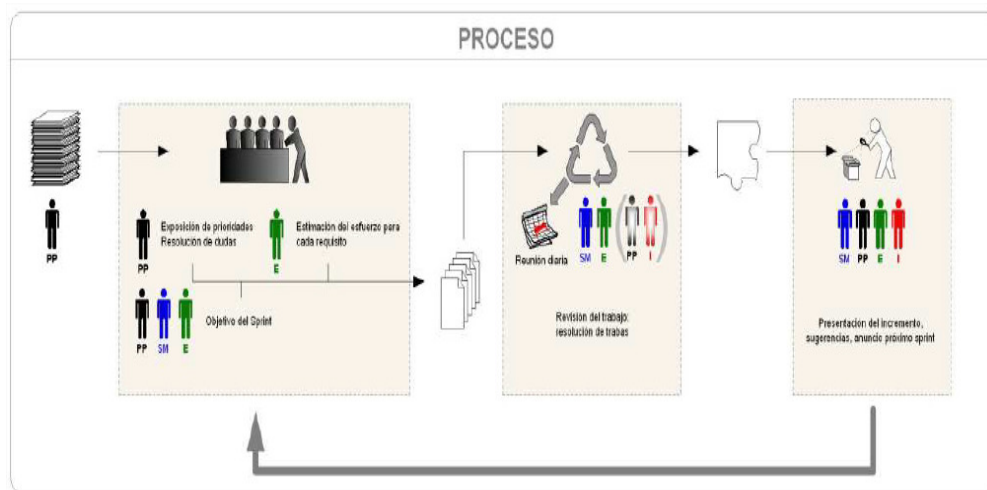 PROCESO
PP
Exposición de prioridades
Resolución de dudas
PP
Estimación del esfuerzo para
cada requisito
E
Objetivo del Sprint
PP SM E
Reunión diaria
SM E ( PP I )
Revision del trabajo:
resolución de trabas
SM PP E I
Presentación del incremento,
sugerencias, anuncio próximo sprint